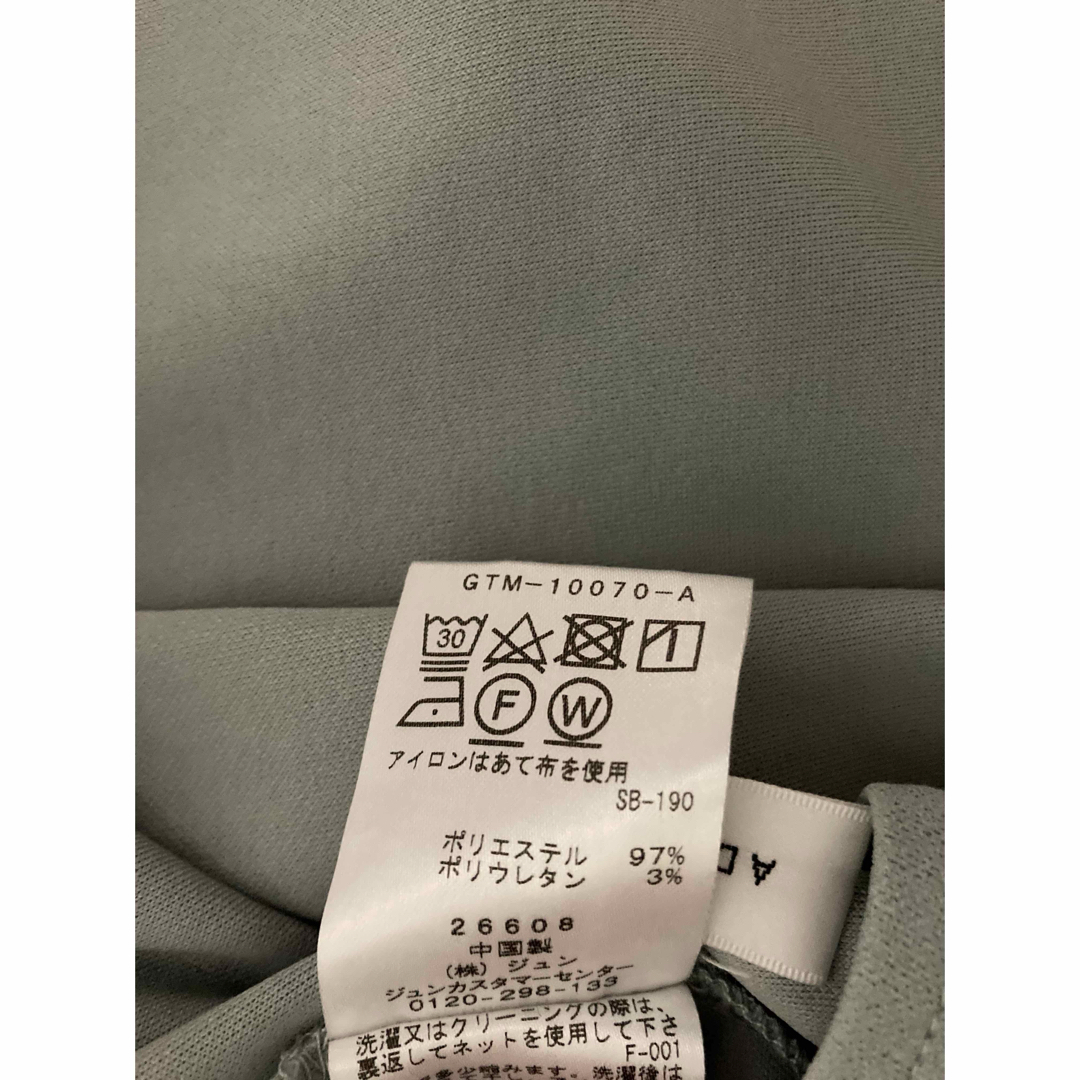 GTM-10070-A
30
F W
アイロンはあて布を使用
SB-190
ポリエステル 97%
ポリウレタン 3%
26608
中国製
(株) ジュン
ジュンカスタマーセンター
0120-298-133
洗濯又はクリーニングの際は、
裏返してネットを使用して下さ
F-001